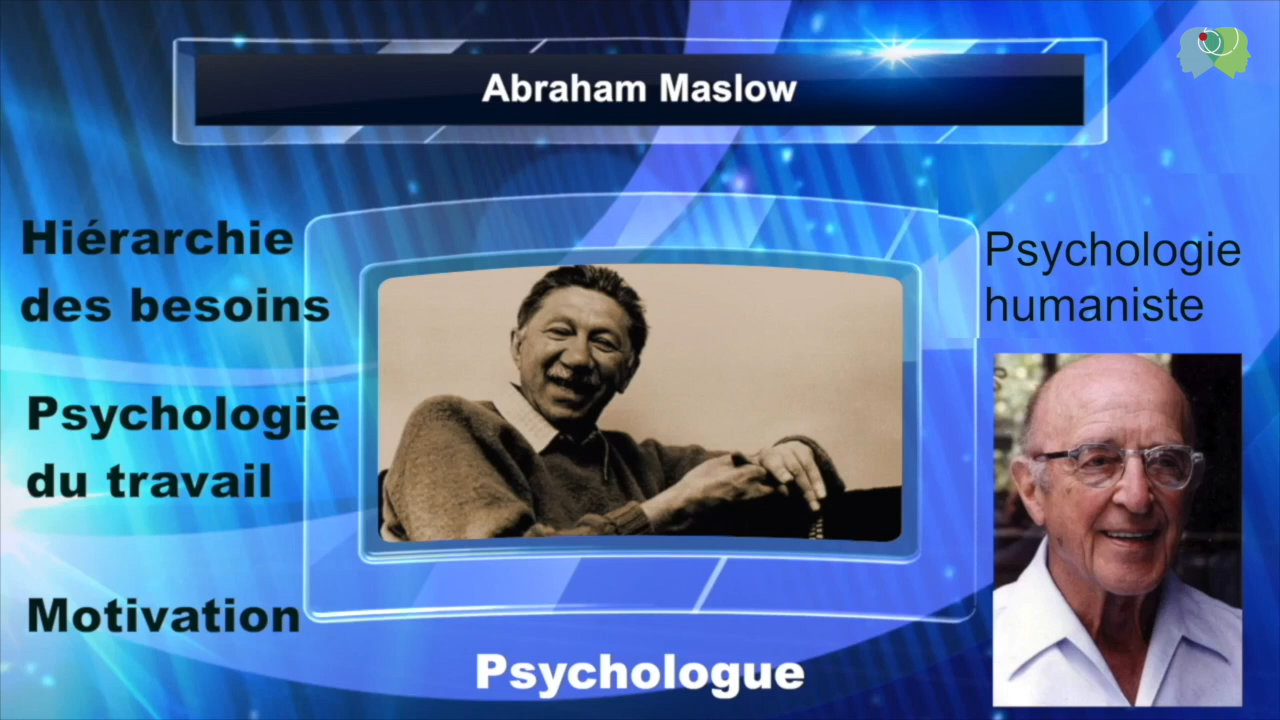 Abraham Maslow
Hiérarchie
des besoins
Psychologie
du travail
Motivation
Psychologie
humaniste
Psychologue